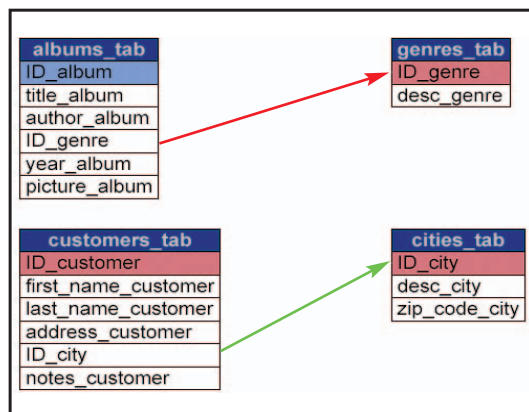 albums_tab
ID_album
title_album
author_album
ID_genre
year_album
picture_album
genres_tab
ID_genre
desc_genre
customers_tab
ID_customer
first_name_customer
last_name_customer
address_customer
ID_city
notes_customer
cities_tab
ID_city
desc_city
zip_code_city